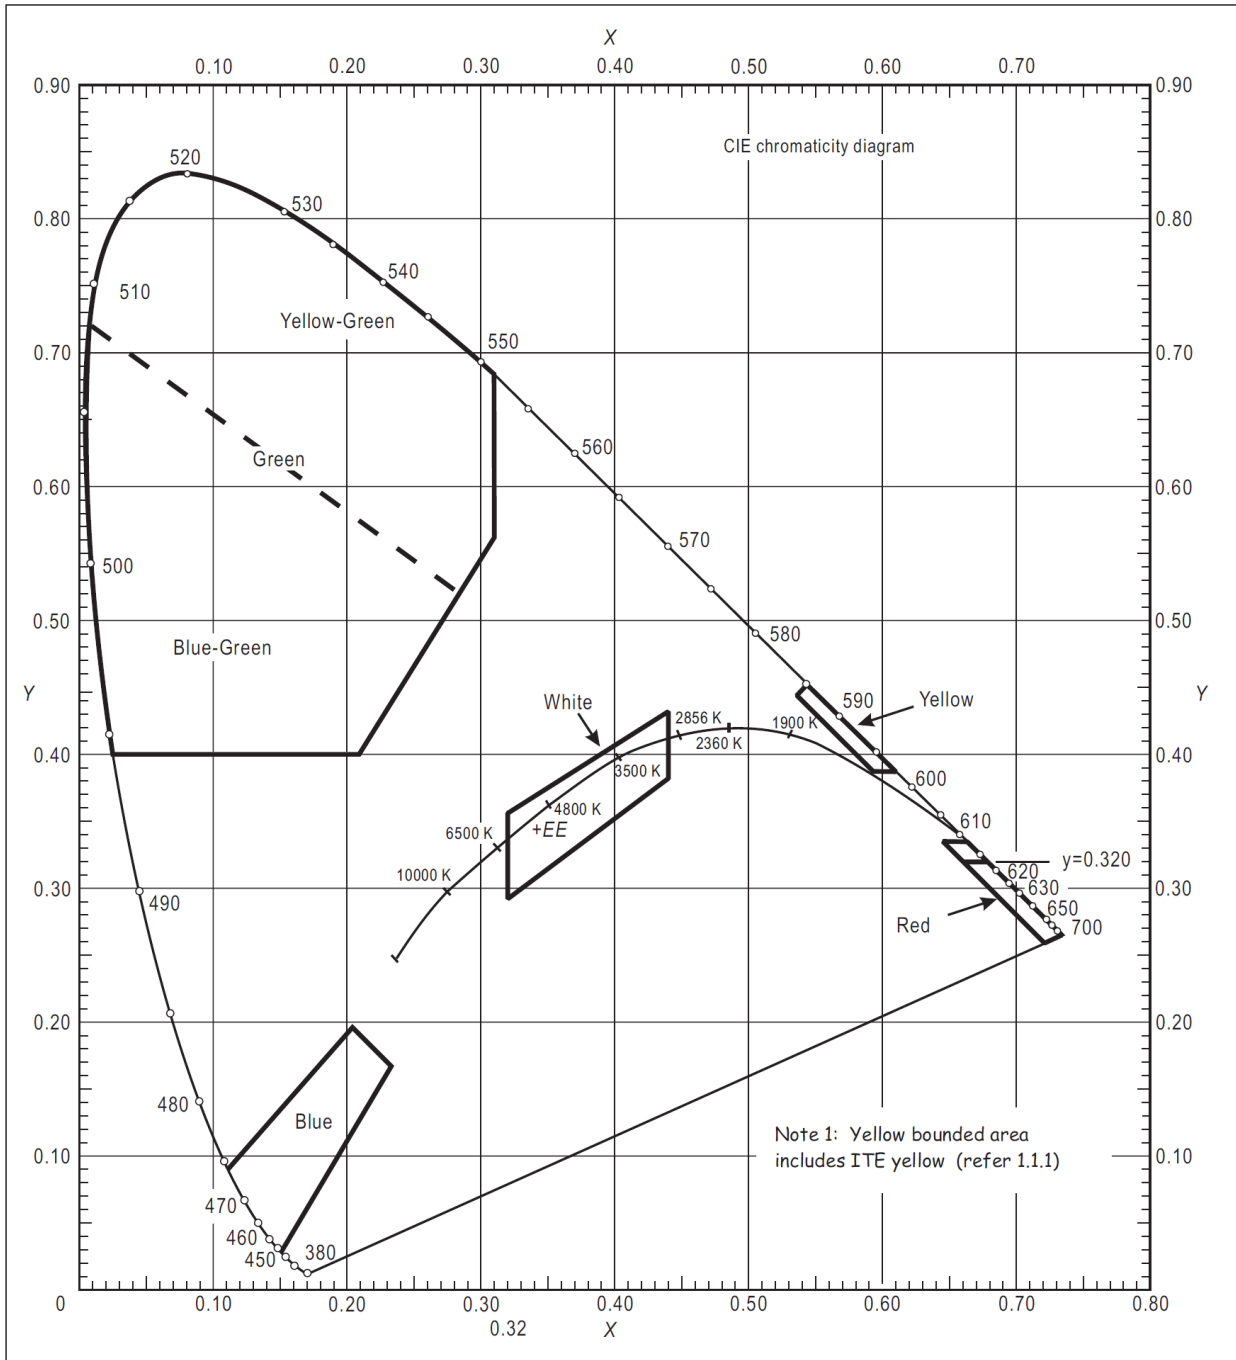 X
0.10 0.20 0.30 0.40 0.50 0.60 0.70
0.90 0.90
CIE chromaticity diagram
520
530
0.80 0.80
540
510
Yellow-Green
550
0.70 0.70
560
Green
0.60 0.60
570
500
0.50 0.50
580
Blue-Green
Y Y
590 Yellow
White
2856 K 1900 K
2360 K
0.40 0.40
3500 K
600
4800 K
610
6500 K +EE
y=0.320
620
10000 K
0.30 630 0.30
490
650
Red 700
0.20 0.20
480
Blue
Note 1: Yellow bounded area
includes ITE yellow (refer 1.1.1)
0.10 0.10
470
460
450 380
0 0.10 0.20 0.30 0.40 0.50 0.60 0.70 0.80
0.32 X